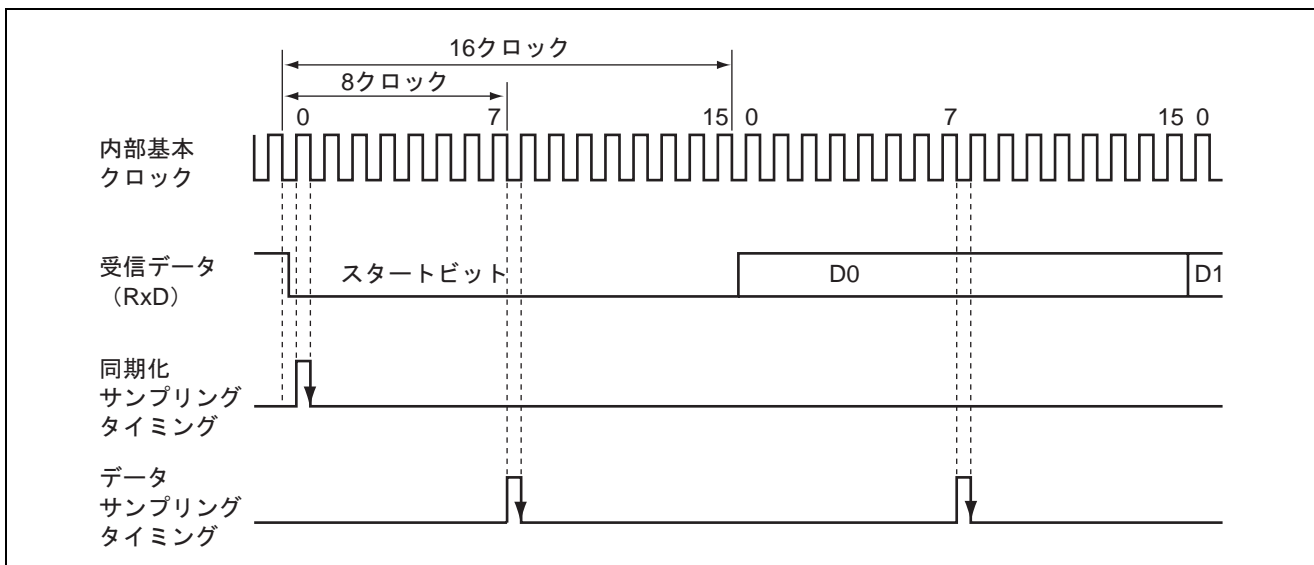 16クロック
8クロック
0 7 15 0 7 15 0
内部基本
クロック
受信データ
（RxD）
スタートビット D0 D1
同期化
サンプリング
タイミング
データ
サンプリング
タイミング